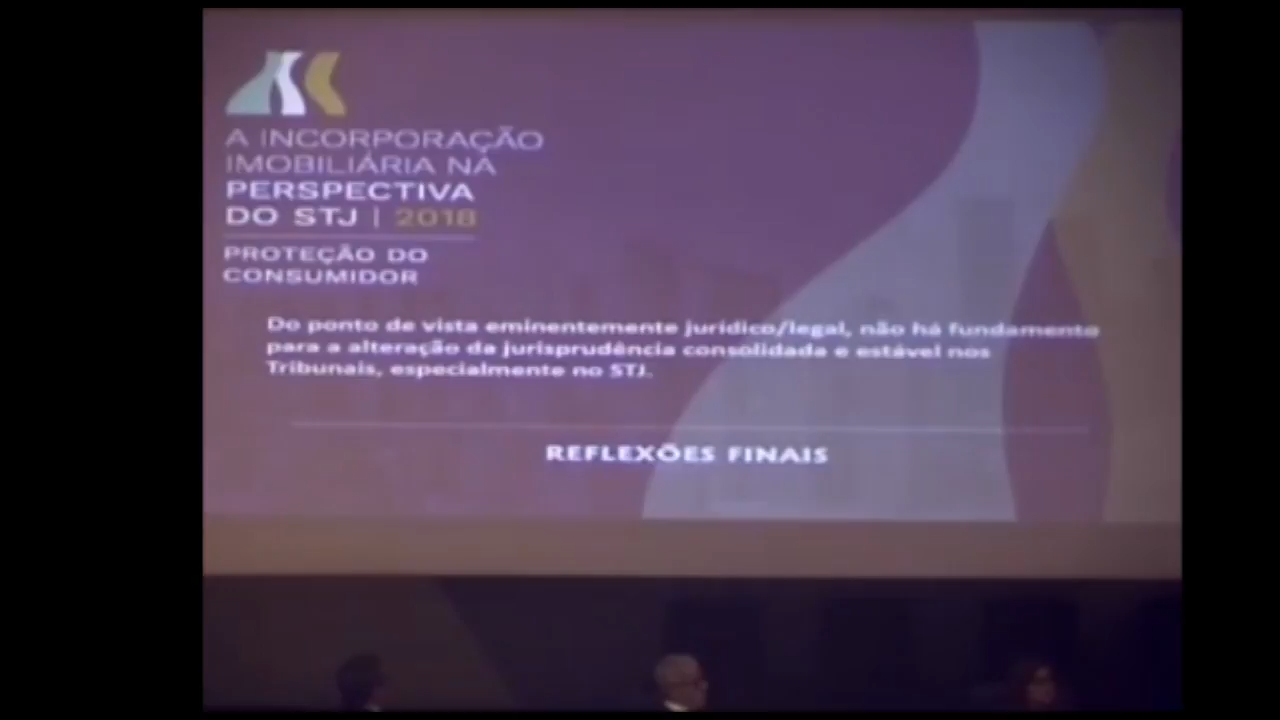 A INCORPORAÇÃO
IMOBILIÁRIA NA
PERSPECTIVA
DO STJ | 2018
PROTEÇÃO DO
CONSUMIDOR
Do ponto de vista eminentemente jurídico/legal, não há fundamento
para a alteração da jurisprudência consolidada e estável nos
Tribunais, especialmente no STJ.
REFLEXÕES FINAIS